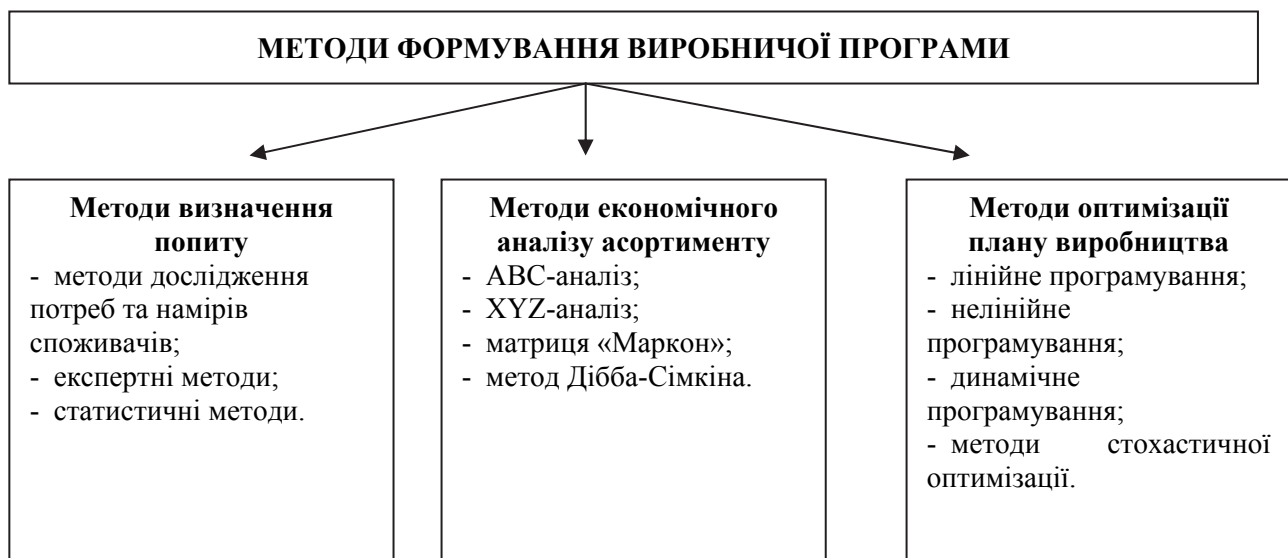 МЕТОДИ ФОРМУВАННЯ ВИРОБНИЧОЇ ПРОГРАМИ
Методи визначення
попиту
- методи дослідження
потреб та намірів
споживачів;
- експертні методи;
- статистичні методи.
Методи економічного
аналізу асортименту
- АВС-аналіз;
- XYZ-аналіз;
- матриця «Маркон»;
- метод Дібба-Сімкіна.
Методи оптимізації
плану виробництва
- лінійне програмування;
- нелінійне
програмування;
- динамічне
програмування;
- методи стохастичної
оптимізації.